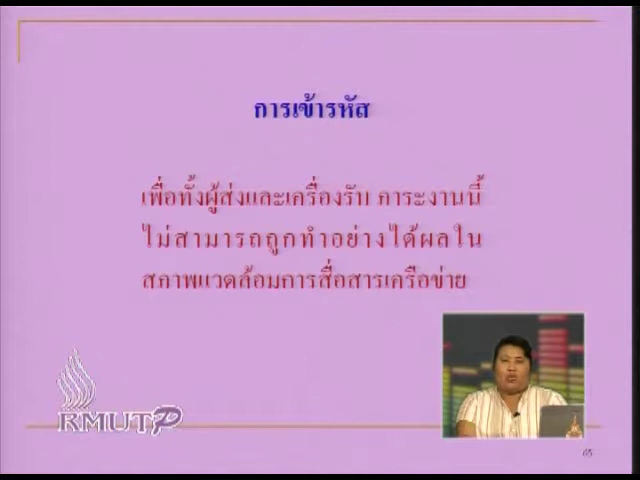 การเข้ารหัส
เพื่อทั้งผู้ส่งและเครื่องรับ ภาระงานนี้
ไม่สามารถถูกทำอย่างได้ผลใน
สภาพแวดล้อมการสื่อสารเครือข่าย
RMUTP
65